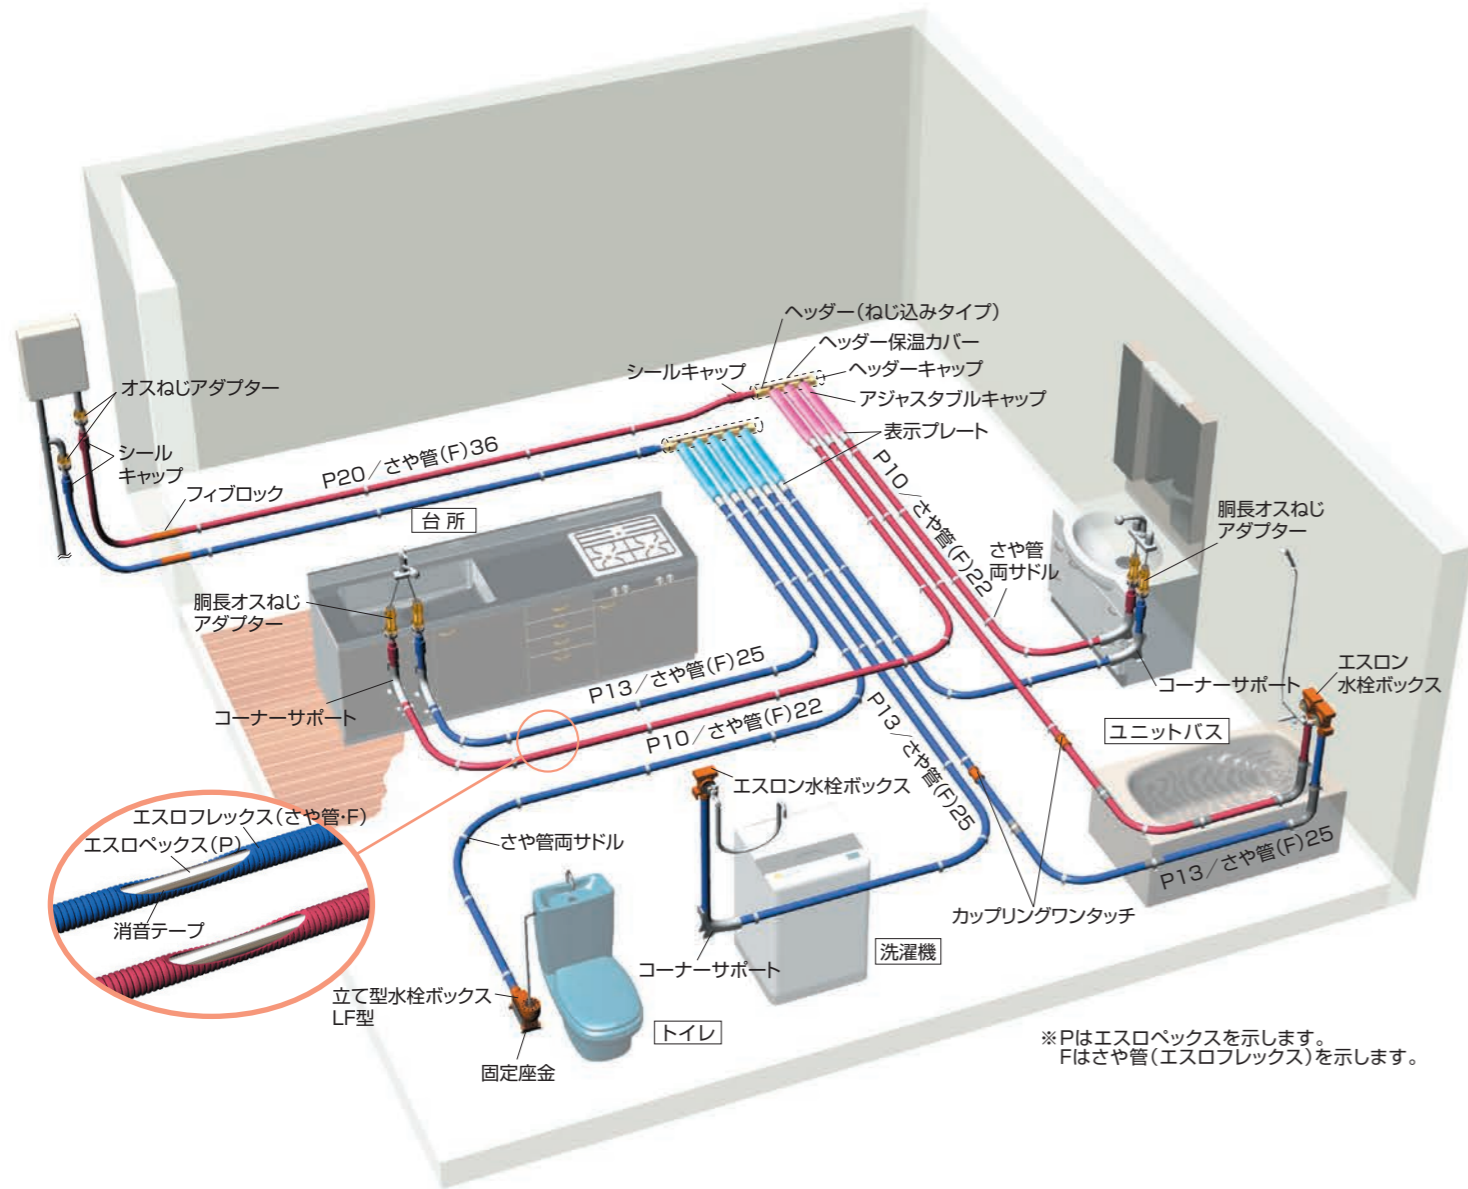 ヘッダー(ねじ込みタイプ)
ヘッダー保温カバー
シールキャップ
ヘッダーキャップ
アジャスタブルキャップ
表示プレート
オスねじアダプター
シール
キャップ
フィブロック
P20/さや管(F)36
台所
P10/さや管(F)22
さや管
両サドル
胴長オスねじ
アダプター
胴長オスねじ
アダプター
コーナーサポート
P13/さや管(F)25
P10/さや管(F)22
P13/さや管(F)25
コーナーサポート
エスロン
水栓ボックス
ユニットバス
P13/さや管(F)25
エスロン水栓ボックス
カップリングワンタッチ
エスロフレックス(さや管・F)
エスロペックス(P)
消音テープ
さや管両サドル
コーナーサポート
洗濯機
立て型水栓ボックス
LF型
固定座金
トイレ
※Pはエスロペックスを示します。
Fはさや管(エスロフレックス)を示します。